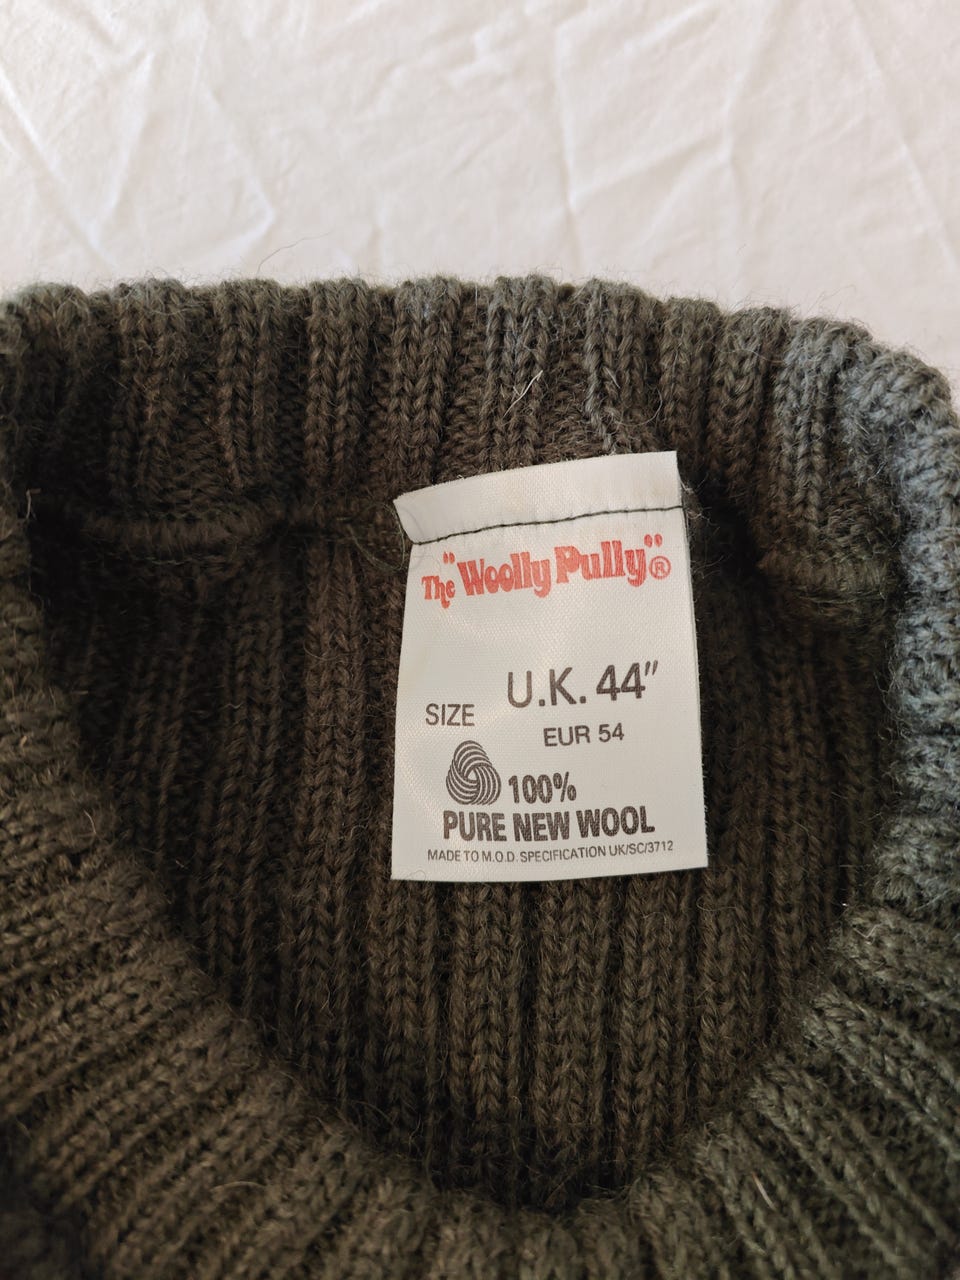 The "Woolly Pully"®
U.K. 44"
SIZE
EUR 54
100%
PURE NEW WOOL
MADE TO M.O.D. SPECIFICATION UK/SC/3712